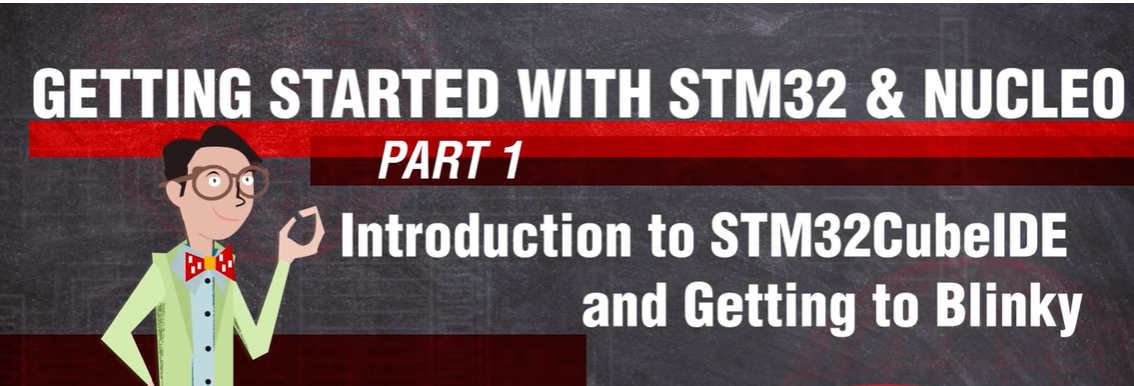 GETTING STARTED WITH STM32 & NUCLEO
PART 1
Introduction to STM32CubeIDE
and Getting to Blinky